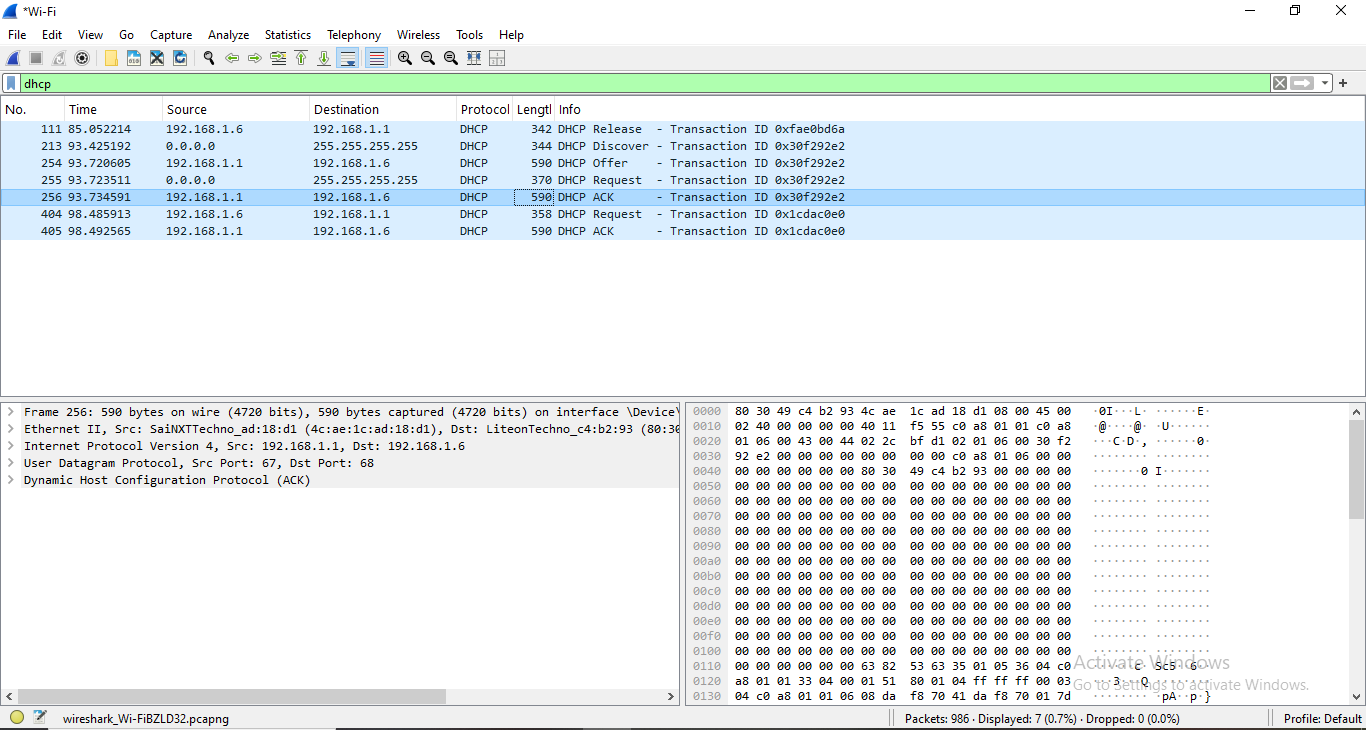 *Wi-Fi
File Edit View Go Capture Analyze Statistics Telephony Wireless Tools Help
dhcp
No. Time Source Destination Protocol Lengtl Info
111 85.052214 192.168.1.6 192.168.1.1 DHCP 342 DHCP Release - Transaction ID 0xfae0bd6a
213 93.425192 0.0.0.0 255.255.255.255 DHCP 344 DHCP Discover - Transaction ID 0x30f292e2
254 93.720605 192.168.1.1 192.168.1.6 DHCP 590 DHCP Offer - Transaction ID 0x30f292e2
255 93.723511 0.0.0.0 255.255.255.255 DHCP 370 DHCP Request - Transaction ID 0x30f292e2
256 93.734591 192.168.1.1 192.168.1.6 DHCP 590 DHCP ACK - Transaction ID 0x30f292e2
404 98.485913 192.168.1.6 192.168.1.1 DHCP 358 DHCP Request - Transaction ID 0x1cdac0e0
405 98.492565 192.168.1.1 192.168.1.6 DHCP 590 DHCP ACK - Transaction ID 0x1cdac0e0
Frame 256: 590 bytes on wire (4720 bits), 590 bytes captured (4720 bits) on interface \Device\
Ethernet II, Src: SaiNXTTechno_ad:18:d1 (4c:ae:1c:ad:18:d1), Dst: LiteonTechno_c4:b2:93 (80:30
Internet Protocol Version 4, Src: 192.168.1.1, Dst: 192.168.1.6
User Datagram Protocol, Src Port: 67, Dst Port: 68
Dynamic Host Configuration Protocol (ACK)
0000 80 30 49 c4 b2 93 4c ae 1c ad 18 d1 08 00 45 00 ·0I···L· ······E·
0010 02 40 00 00 00 00 40 11 f5 55 c0 a8 01 01 c0 a8 ·@····@· ·U······
0020 01 06 00 43 00 44 02 2c bf d1 02 01 06 00 30 f2 ···C·D·, ······0·
0030 92 e2 00 00 00 00 00 00 00 00 c0 a8 01 06 00 00 ········ ········
0040 00 00 00 00 00 00 80 30 49 c4 b2 93 00 00 00 00 ·······0 I·······
0050 00 00 00 00 00 00 00 00 00 00 00 00 00 00 00 00 ········ ········
0060 00 00 00 00 00 00 00 00 00 00 00 00 00 00 00 00 ········ ········
0070 00 00 00 00 00 00 00 00 00 00 00 00 00 00 00 00 ········ ········
0080 00 00 00 00 00 00 00 00 00 00 00 00 00 00 00 00 ········ ········
0090 00 00 00 00 00 00 00 00 00 00 00 00 00 00 00 00 ········ ········
00a0 00 00 00 00 00 00 00 00 00 00 00 00 00 00 00 00 ········ ········
00b0 00 00 00 00 00 00 00 00 00 00 00 00 00 00 00 00 ········ ········
00c0 00 00 00 00 00 00 00 00 00 00 00 00 00 00 00 00 ········ ········
00d0 00 00 00 00 00 00 00 00 00 00 00 00 00 00 00 00 ········ ········
00e0 00 00 00 00 00 00 00 00 00 00 00 00 00 00 00 00 ········ ········
00f0 00 00 00 00 00 00 00 00 00 00 00 00 00 00 00 00 ········ ········
0100 00 00 00 00 00 00 00 00 00 00 00 00 00 00 00 00 ········ ········
0110 00 00 00 00 00 00 63 82 53 63 35 01 05 36 04 c0 ······c· Sc5··6··
0120 a8 01 01 33 04 00 01 51 80 01 04 ff ff ff 00 03 ···3···Q ········
0130 04 c0 a8 01 01 06 08 da f8 70 41 da f8 70 01 7d ········ ·pA··p·}
Activate Windows
Go to Settings to activate Windows.
wireshark_Wi-FiBZLD32.pcapng
Packets: 986 · Displayed: 7 (0.7%) · Dropped: 0 (0.0%)
Profile: Default